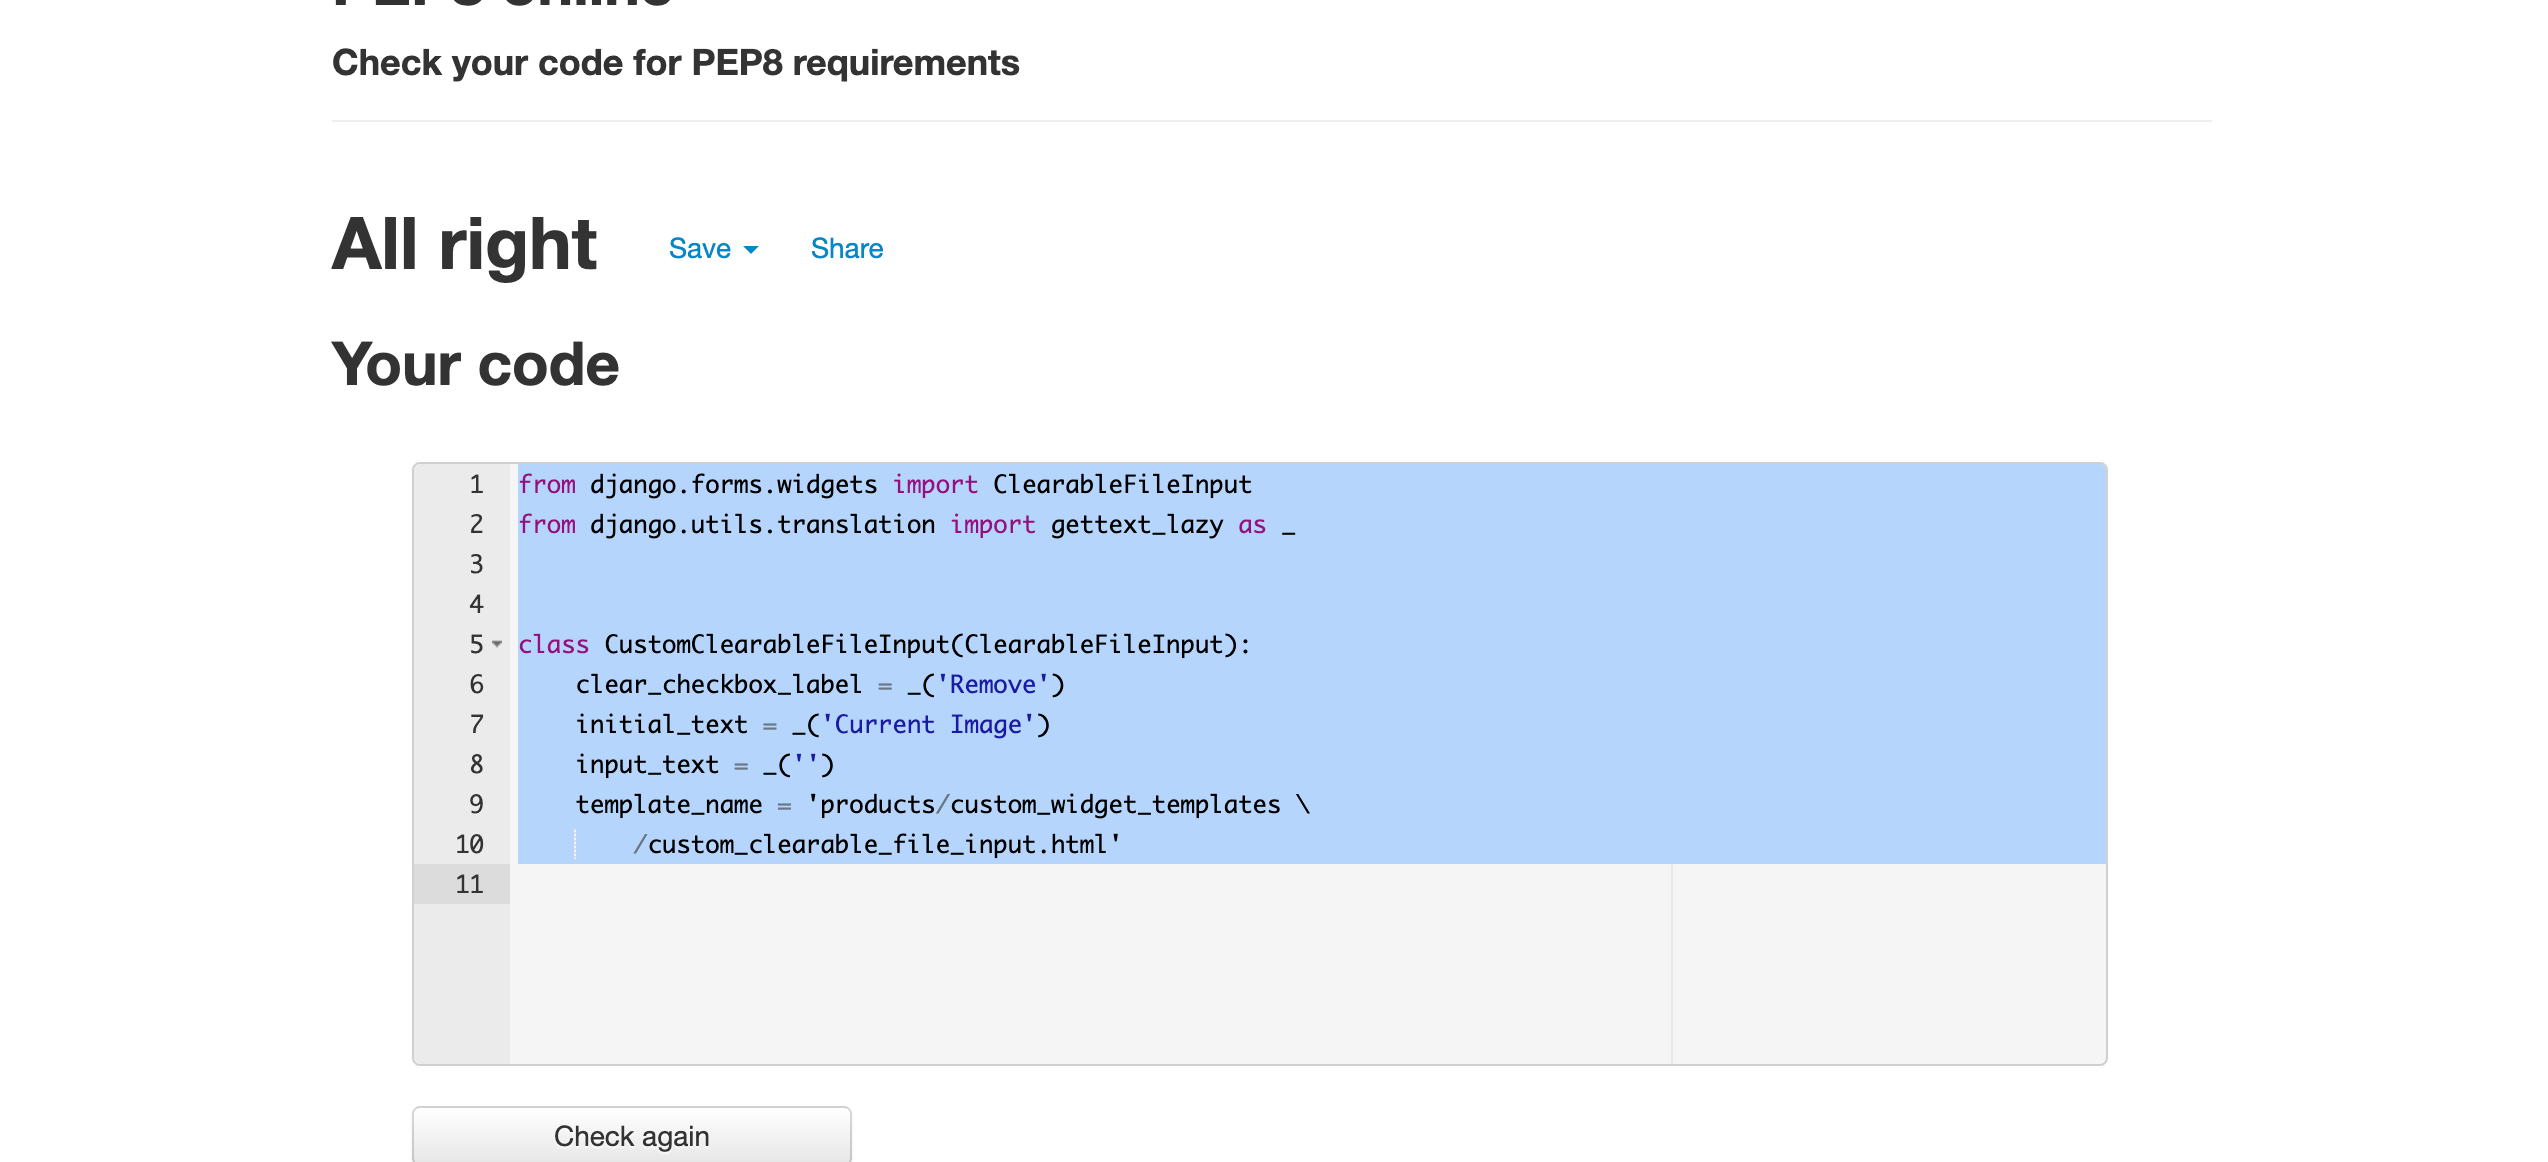 PEP8 online
Check your code for PEP8 requirements
All right Save Share
Your code
1 from django.forms.widgets import ClearableFileInput
2 from django.utils.translation import gettext_lazy as _
3
4
5 class CustomClearableFileInput(ClearableFileInput):
6     clear_checkbox_label = _('Remove')
7     initial_text = _('Current Image')
8     input_text = _('')
9     template_name = 'products/custom_widget_templates \
10         /custom_clearable_file_input.html'
11
Check again